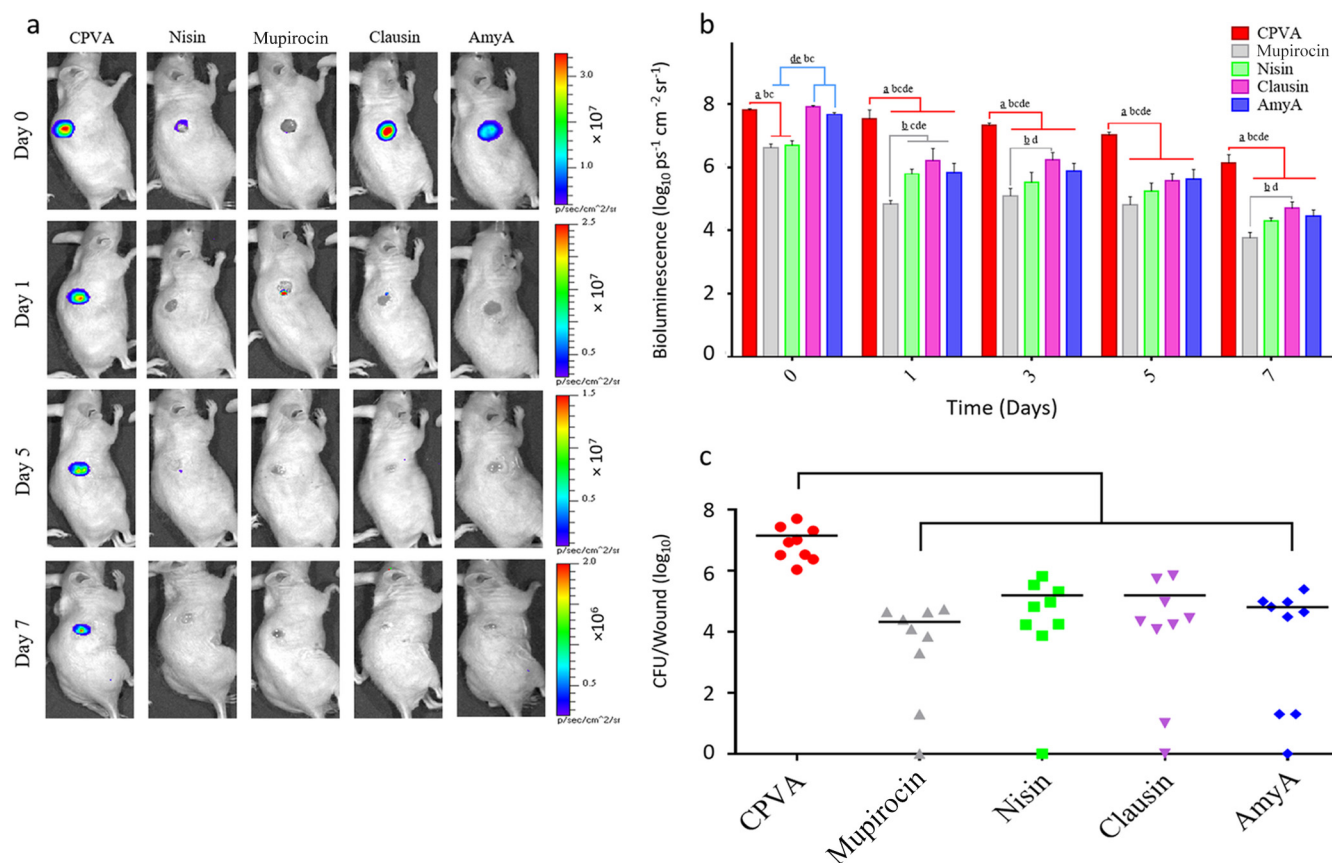 a
CPVA Nisin Mupirocin Clausin AmyA
Day 0
3.0
× 10⁷
1.0
p/sec/cm^2/sr
Day 1
2.5
× 10⁷
0.5
p/sec/cm^2/sr
Day 5
1.5
× 10⁷
0.5
p/sec/cm^2/sr
Day 7
2.0
×10⁶
0.6
p/sec/cm^2/sr
b
Bioluminescence (log₁₀ ps⁻¹ cm ⁻² sr⁻¹)
8
6
4
2
0
CPVA
Mupirocin
Nisin
Clausin
AmyA
de bc
a bc
a bcde
b cde
a bcde
b d
a bcde
a bcde
b d
0 1 3 5 7
Time (Days)
c
CFU/Wound (log₁₀)
8
6
4
2
0
CPVA Mupirocin Nisin Clausin AmyA